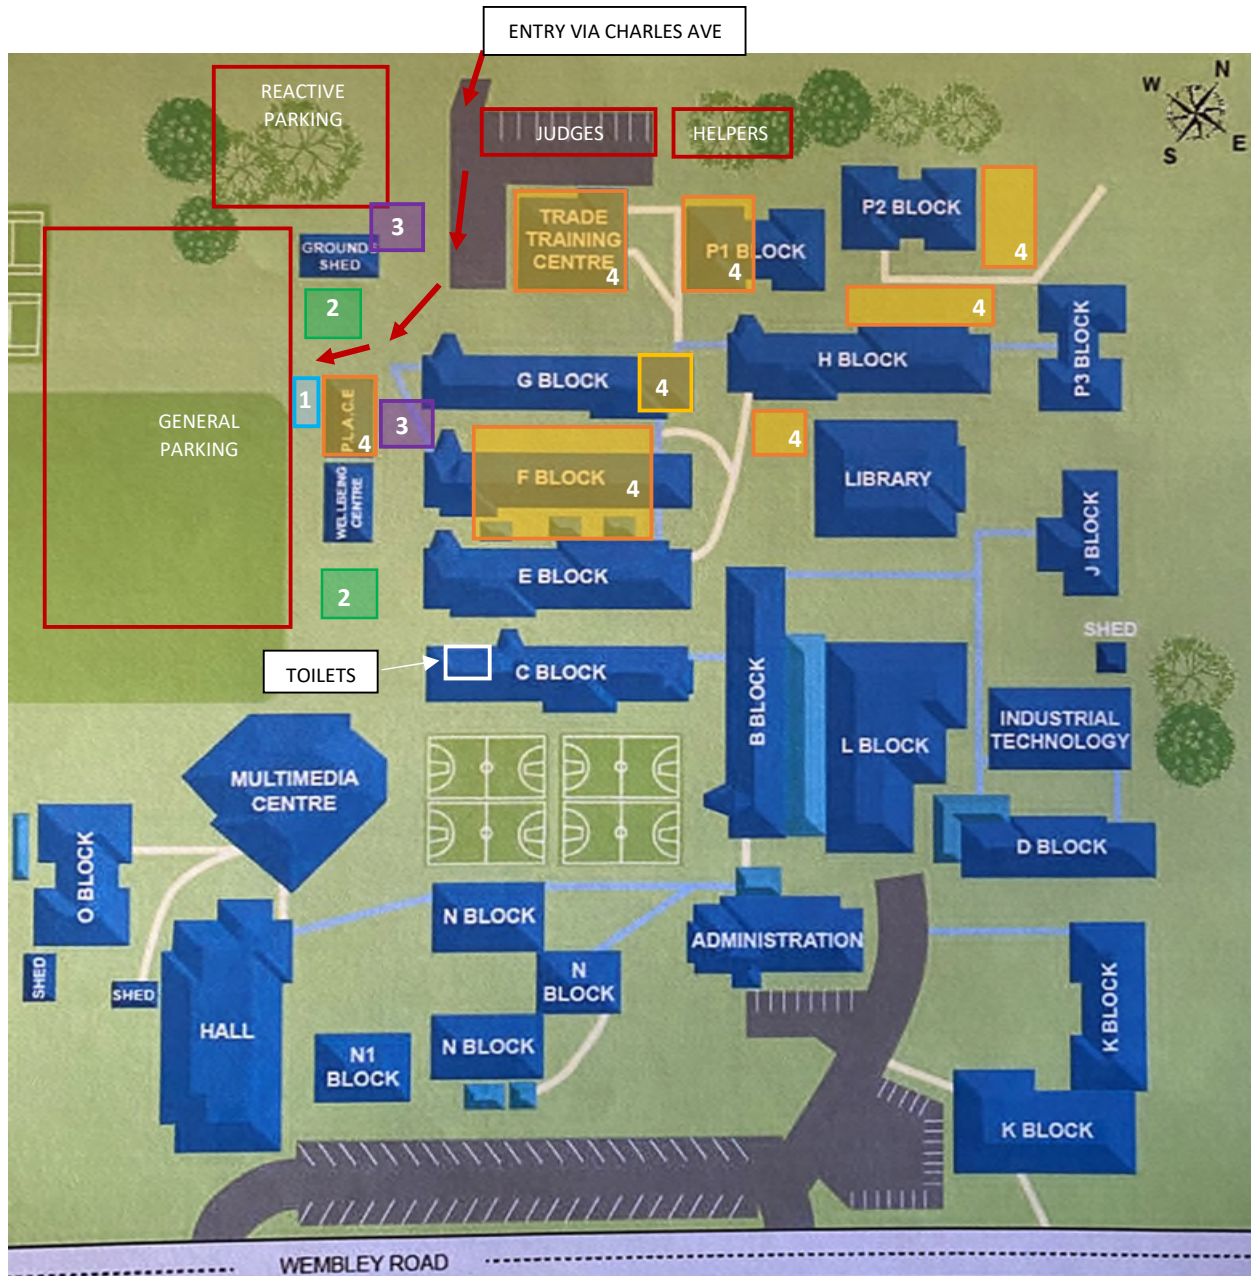 ENTRY VIA CHARLES AVE
N
W
E
S
REACTIVE
PARKING
JUDGES
HELPERS
3
GROUND
SHED
TRADE
TRAINING
CENTRE
4
P1 BLOCK
4
P2 BLOCK
4
2
4
P3 BLOCK
H BLOCK
G BLOCK
4
1
P.L.A.C.E
4
3
GENERAL
PARKING
4
WELLBEING
CENTRE
F BLOCK
4
LIBRARY
J BLOCK
E BLOCK
2
SHED
TOILETS
C BLOCK
B BLOCK
L BLOCK
INDUSTRIAL
TECHNOLOGY
MULTIMEDIA
CENTRE
D BLOCK
O BLOCK
N BLOCK
ADMINISTRATION
SHED
SHED
N
BLOCK
K BLOCK
HALL
N1
BLOCK
N BLOCK
K BLOCK
WEMBLEY ROAD